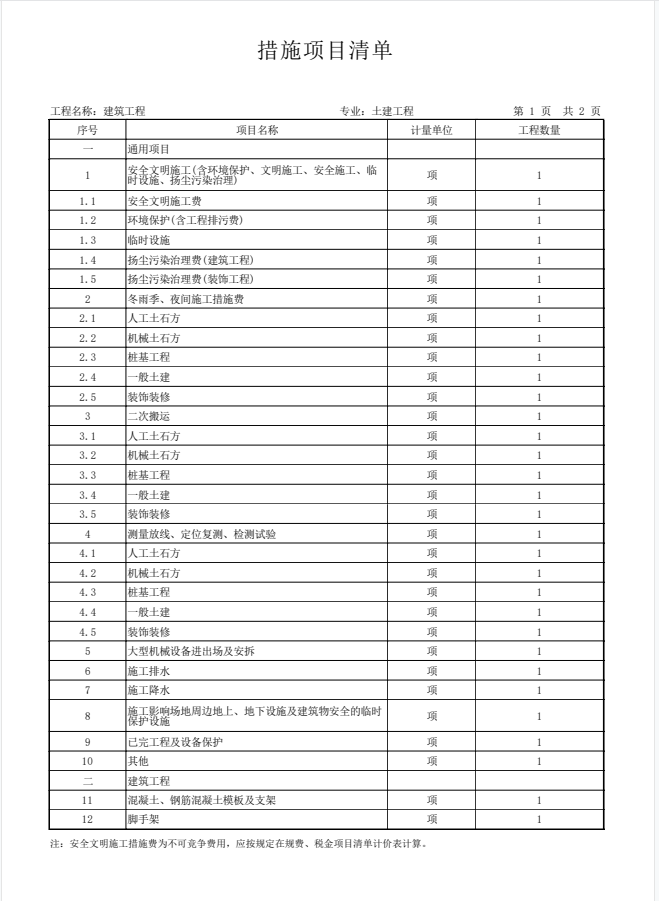 措施项目清单
工程名称：建筑工程 专业：土建工程 第 1 页 共 2 页
序号 项目名称 计量单位 工程数量
一 通用项目
1 安全文明施工(含环境保护、文明施工、安全施工、临
时设施、扬尘污染治理) 项 1
1.1 安全文明施工费 项 1
1.2 环境保护(含工程排污费) 项 1
1.3 临时设施 项 1
1.4 扬尘污染治理费(建筑工程) 项 1
1.5 扬尘污染治理费(装饰工程) 项 1
2 冬雨季、夜间施工措施费 项 1
2.1 人工土石方 项 1
2.2 机械土石方 项 1
2.3 桩基工程 项 1
2.4 一般土建 项 1
2.5 装饰装修 项 1
3 二次搬运 项 1
3.1 人工土石方 项 1
3.2 机械土石方 项 1
3.3 桩基工程 项 1
3.4 一般土建 项 1
3.5 装饰装修 项 1
4 测量放线、定位复测、检测试验 项 1
4.1 人工土石方 项 1
4.2 机械土石方 项 1
4.3 桩基工程 项 1
4.4 一般土建 项 1
4.5 装饰装修 项 1
5 大型机械设备进出场及安拆 项 1
6 施工排水 项 1
7 施工降水 项 1
8 施工影响场地周边地上、地下设施及建筑物安全的临时
保护设施 项 1
9 已完工程及设备保护 项 1
10 其他 项 1
二 建筑工程
11 混凝土、钢筋混凝土模板及支架 项 1
12 脚手架 项 1
注：安全文明施工措施费为不可竞争费用，应按规定在规费、税金项目清单计价表计算。